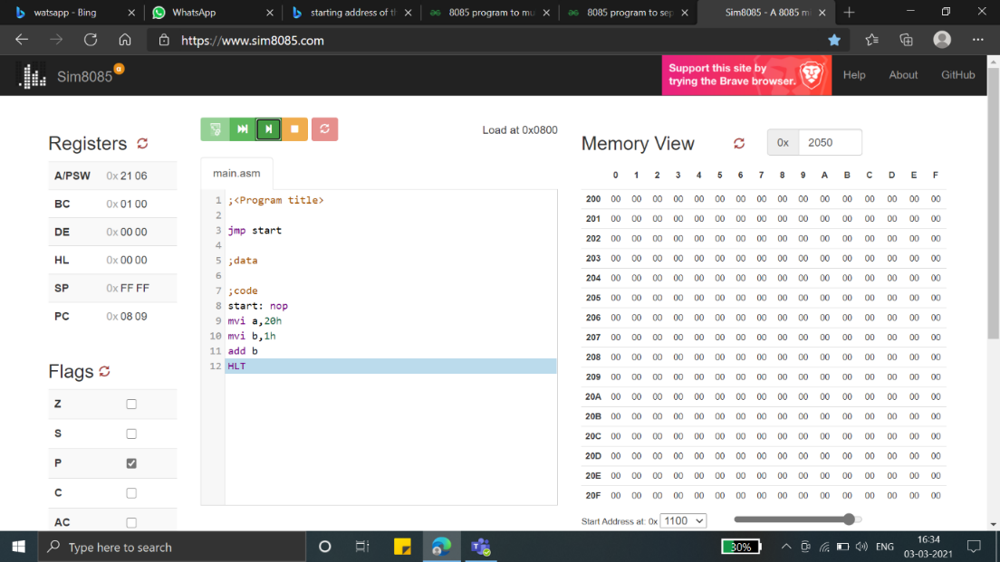 watsapp - Bing
WhatsApp
starting address of th
8085 program to mu
8085 program to sep
Sim8085 - A 8085 mi
https://www.sim8085.com
Sim8085 α
Support this site by
trying the Brave browser.
Help About GitHub
Registers
A/PSW 0x 21 06
BC 0x 01 00
DE 0x 00 00
HL 0x 00 00
SP 0x FF FF
PC 0x 08 09
Flags
Z
S
P
C
AC
Load at 0x0800
main.asm
1 ;<Program title>
2
3 jmp start
4
5 ;data
6
7 ;code
8 start: nop
9 mvi a,20h
10 mvi b,1h
11 add b
12 HLT
Memory View 0x 2050
0 1 2 3 4 5 6 7 8 9 A B C D E F
200 00 00 00 00 00 00 00 00 00 00 00 00 00 00 00 00
201 00 00 00 00 00 00 00 00 00 00 00 00 00 00 00 00
202 00 00 00 00 00 00 00 00 00 00 00 00 00 00 00 00
203 00 00 00 00 00 00 00 00 00 00 00 00 00 00 00 00
204 00 00 00 00 00 00 00 00 00 00 00 00 00 00 00 00
205 00 00 00 00 00 00 00 00 00 00 00 00 00 00 00 00
206 00 00 00 00 00 00 00 00 00 00 00 00 00 00 00 00
207 00 00 00 00 00 00 00 00 00 00 00 00 00 00 00 00
208 00 00 00 00 00 00 00 00 00 00 00 00 00 00 00 00
209 00 00 00 00 00 00 00 00 00 00 00 00 00 00 00 00
20A 00 00 00 00 00 00 00 00 00 00 00 00 00 00 00 00
20B 00 00 00 00 00 00 00 00 00 00 00 00 00 00 00 00
20C 00 00 00 00 00 00 00 00 00 00 00 00 00 00 00 00
20D 00 00 00 00 00 00 00 00 00 00 00 00 00 00 00 00
20E 00 00 00 00 00 00 00 00 00 00 00 00 00 00 00 00
20F 00 00 00 00 00 00 00 00 00 00 00 00 00 00 00 00
Start Address at: 0x 1100
Type here to search
30%
ENG
16:34
03-03-2021